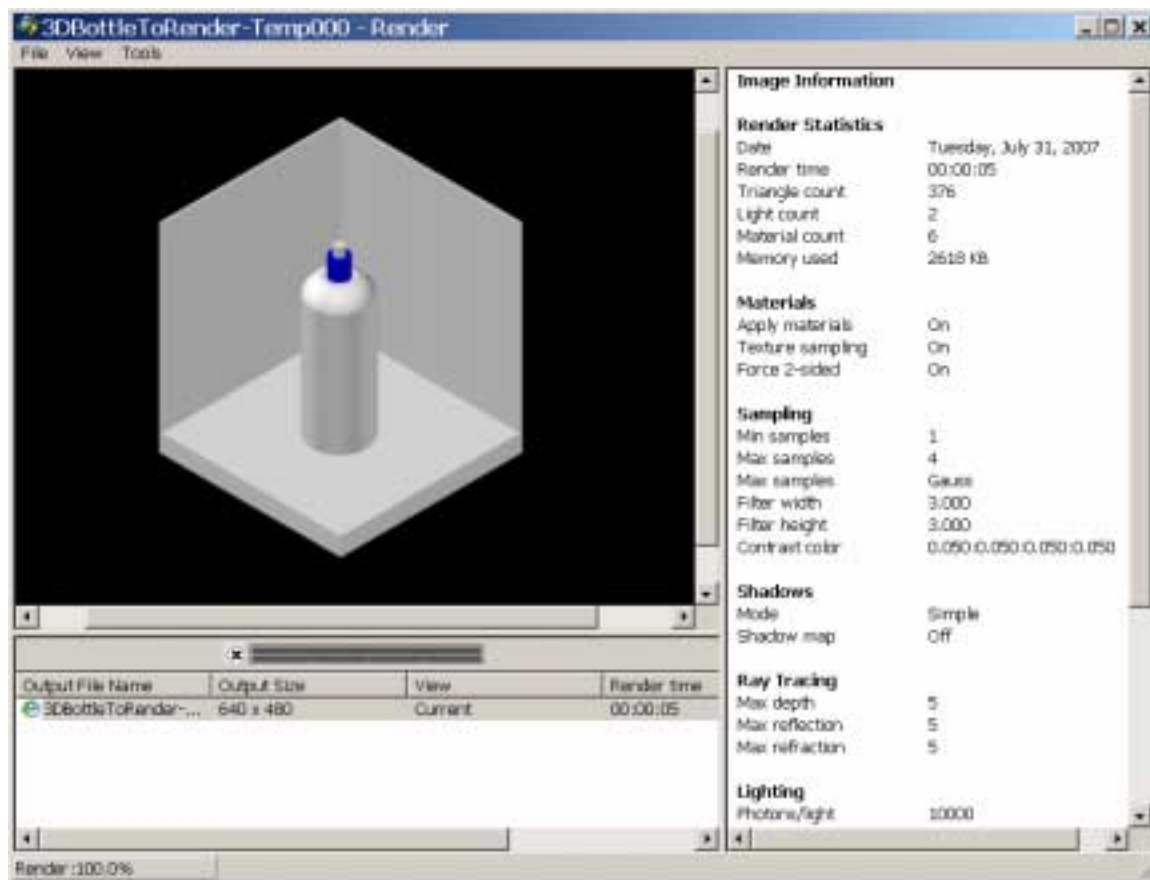 3DBottleToRender-Temp000 - Render
File View Tools
Image Information
Render Statistics
Date Tuesday, July 31, 2007
Render time 00:00:05
Triangle count 376
Light count 2
Material count 6
Memory used 2618 KB
Materials
Apply materials On
Texture sampling On
Force 2-sided On
Sampling
Min samples 1
Max samples 4
Max samples Gauss
Filter width 3.000
Filter height 3.000
Contrast color 0.050:0.050:0.050:0.050
Shadows
Mode Simple
Shadow map Off
Ray Tracing
Max depth 5
Max reflection 5
Max refraction 5
Lighting
Photons/light 10000
Output File Name Output Size View Render time
3DBottleToRender-... 640 x 480 Current 00:00:05
Render :100.0%